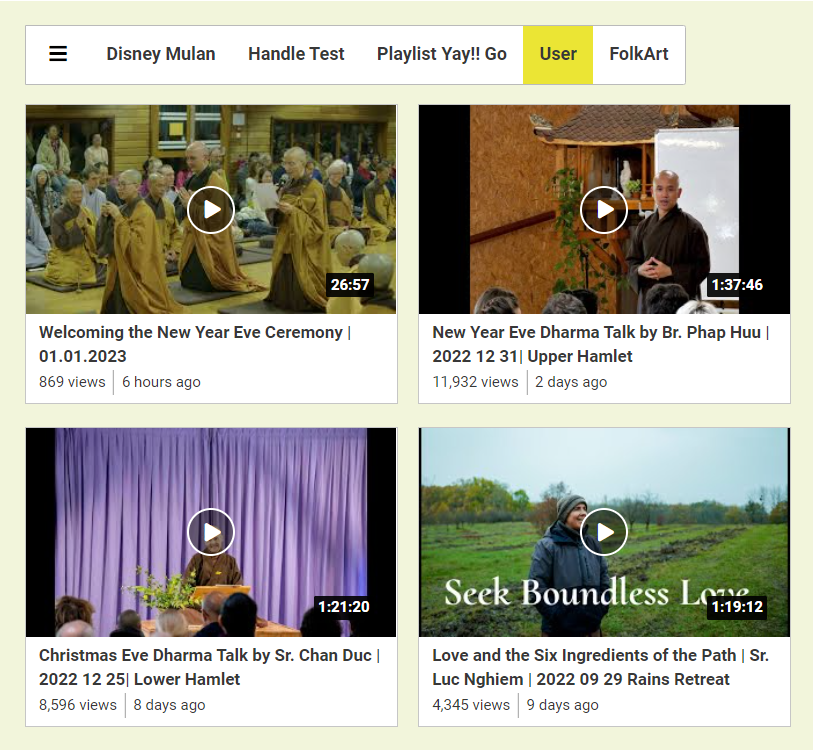 Disney Mulan Handle Test Playlist Yay!! Go User FolkArt
26:57
1:37:46
Welcoming the New Year Eve Ceremony |
01.01.2023
869 views | 6 hours ago
New Year Eve Dharma Talk by Br. Phap Huu |
2022 12 31| Upper Hamlet
11,932 views | 2 days ago
1:21:20
Seek Boundless Love
1:19:12
Christmas Eve Dharma Talk by Sr. Chan Duc |
2022 12 25| Lower Hamlet
8,596 views | 8 days ago
Love and the Six Ingredients of the Path | Sr.
Luc Nghiem | 2022 09 29 Rains Retreat
4,345 views | 9 days ago